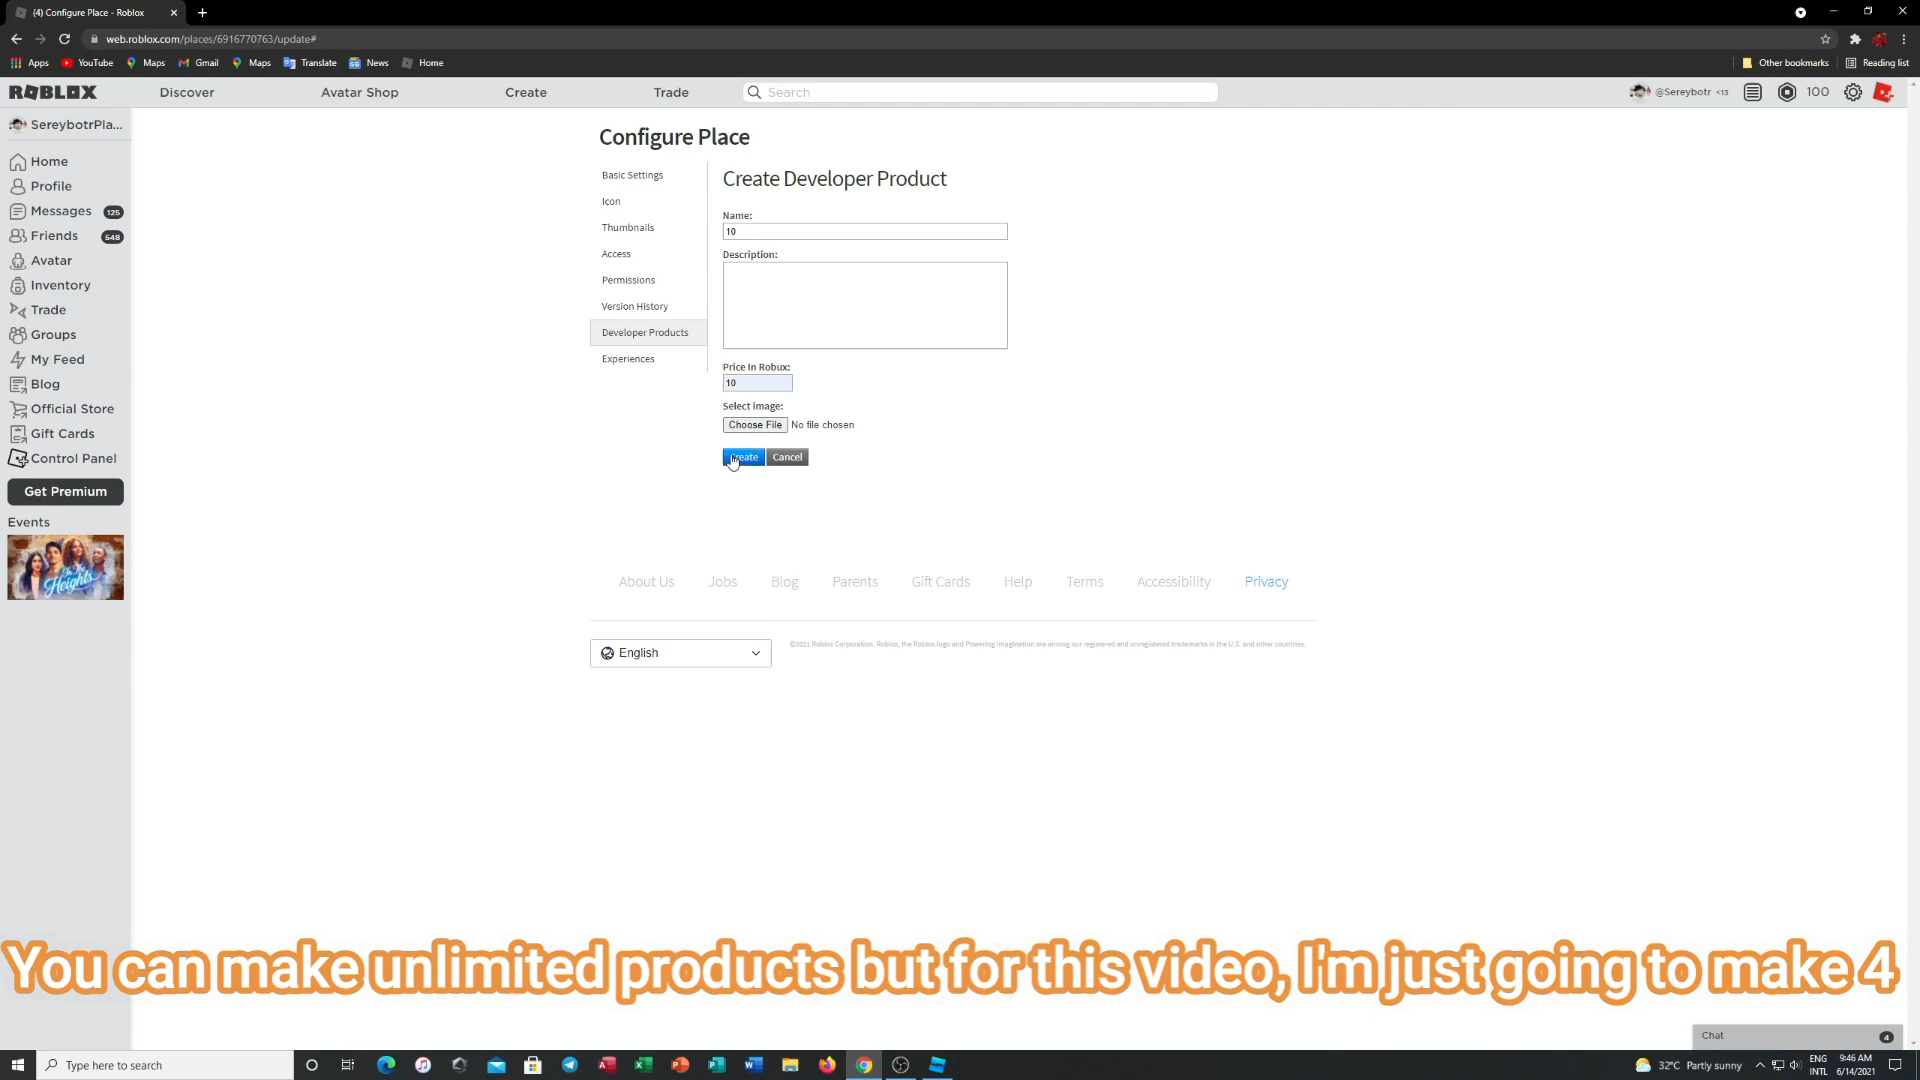 (4) Configure Place - Roblox
web.roblox.com/places/6916770763/update#
Apps YouTube Maps Gmail Maps Translate News Home Other bookmarks Reading list
ROBLOX Discover Avatar Shop Create Trade Search @Sereybotr <13 100
SereybotrPla...
Home
Profile
Messages 125
Friends 548
Avatar
Inventory
Trade
Groups
My Feed
Blog
Official Store
Gift Cards
Control Panel
Get Premium
Events
In The Heights
Configure Place
Basic Settings
Icon
Thumbnails
Access
Permissions
Version History
Developer Products
Experiences
Create Developer Product
Name:
10
Description:
Price In Robux:
10
Select image:
Choose File No file chosen
Create Cancel
About Us Jobs Blog Parents Gift Cards Help Terms Accessibility Privacy
English
©2021 Roblox Corporation. Roblox, the Roblox logo and Powering Imagination are among our registered and unregistered trademarks in the U.S. and other countries.
You can make unlimited products but for this video, I'm just going to make 4
Chat 4
Type here to search
32°C Partly sunny
ENG
INTL
9:46 AM
6/14/2021